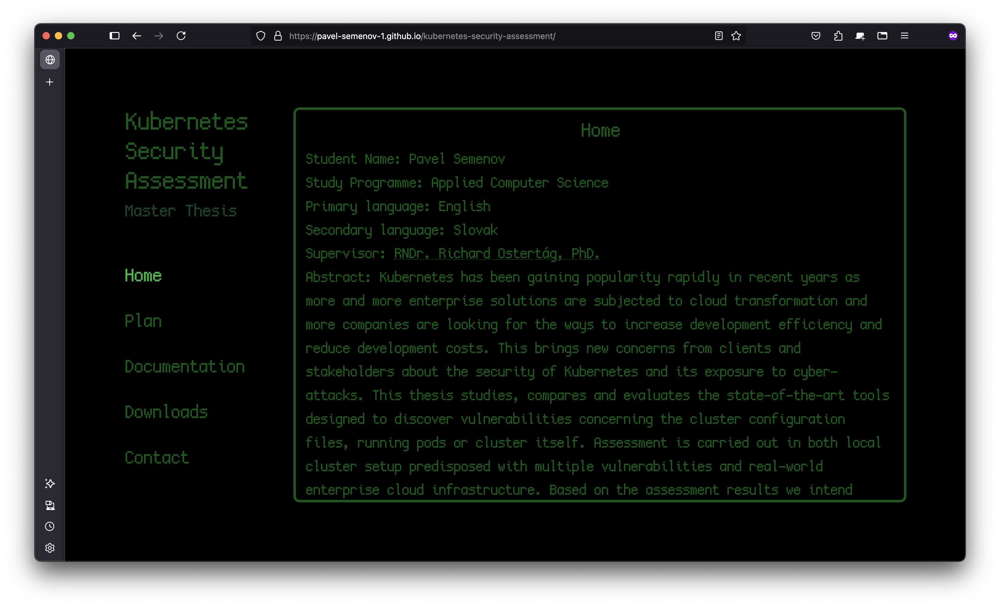 https://pavel-semenov-1.github.io/kubernetes-security-assessment/
Kubernetes
Security
Assessment
Master Thesis
Home
Plan
Documentation
Downloads
Contact
Home
Student Name: Pavel Semenov
Study Programme: Applied Computer Science
Primary language: English
Secondary language: Slovak
Supervisor: RNDr. Richard Ostertág, PhD.
Abstract: Kubernetes has been gaining popularity rapidly in recent years as
more and more enterprise solutions are subjected to cloud transformation and
more companies are looking for the ways to increase development efficiency and
reduce development costs. This brings new concerns from clients and
stakeholders about the security of Kubernetes and its exposure to cyber-
attacks. This thesis studies, compares and evaluates the state-of-the-art tools
designed to discover vulnerabilities concerning the cluster configuration
files, running pods or cluster itself. Assessment is carried out in both local
cluster setup predisposed with multiple vulnerabilities and real-world
enterprise cloud infrastructure. Based on the assessment results we intend